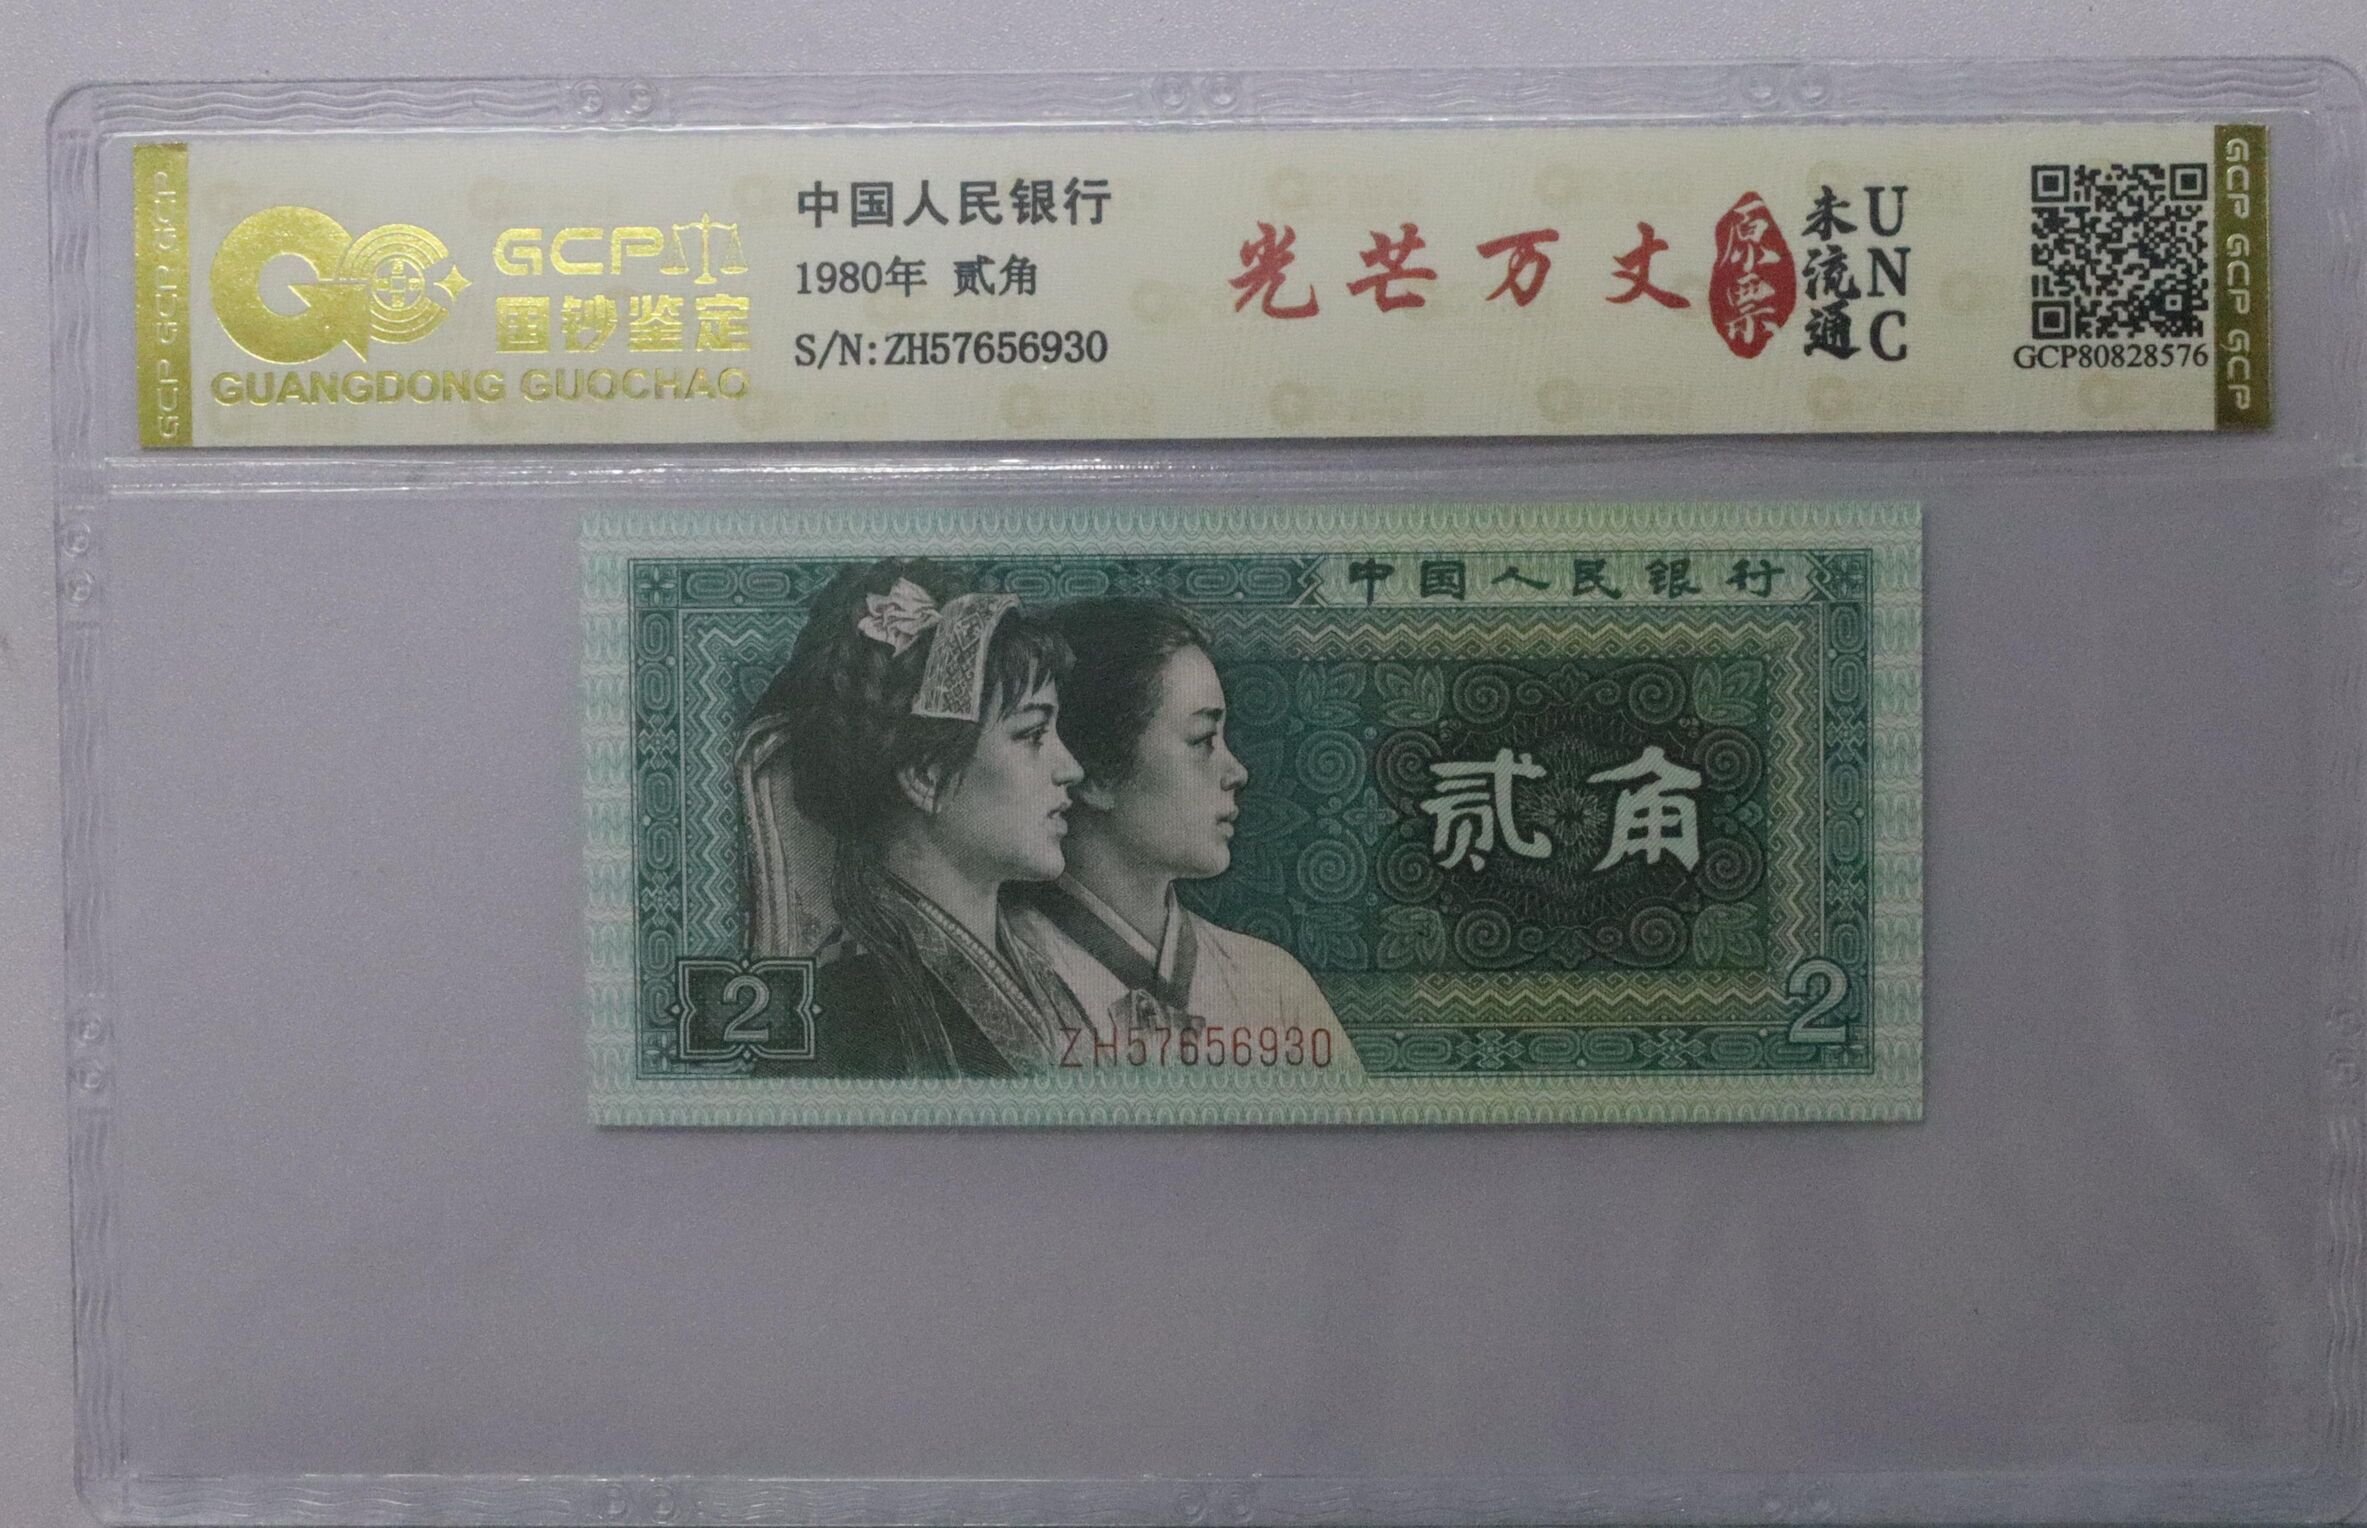 GCP GCP GCP
GCP
国钞鉴定
GUANGDONG GUOCHAO
中国人民银行
1980年 贰角
S/N:ZH57656930
光芒万丈
原票
未流通
UNC
GCP80828576
GCP GCP GCP GCP
中国人民银行
贰角
2
2
ZH57656930